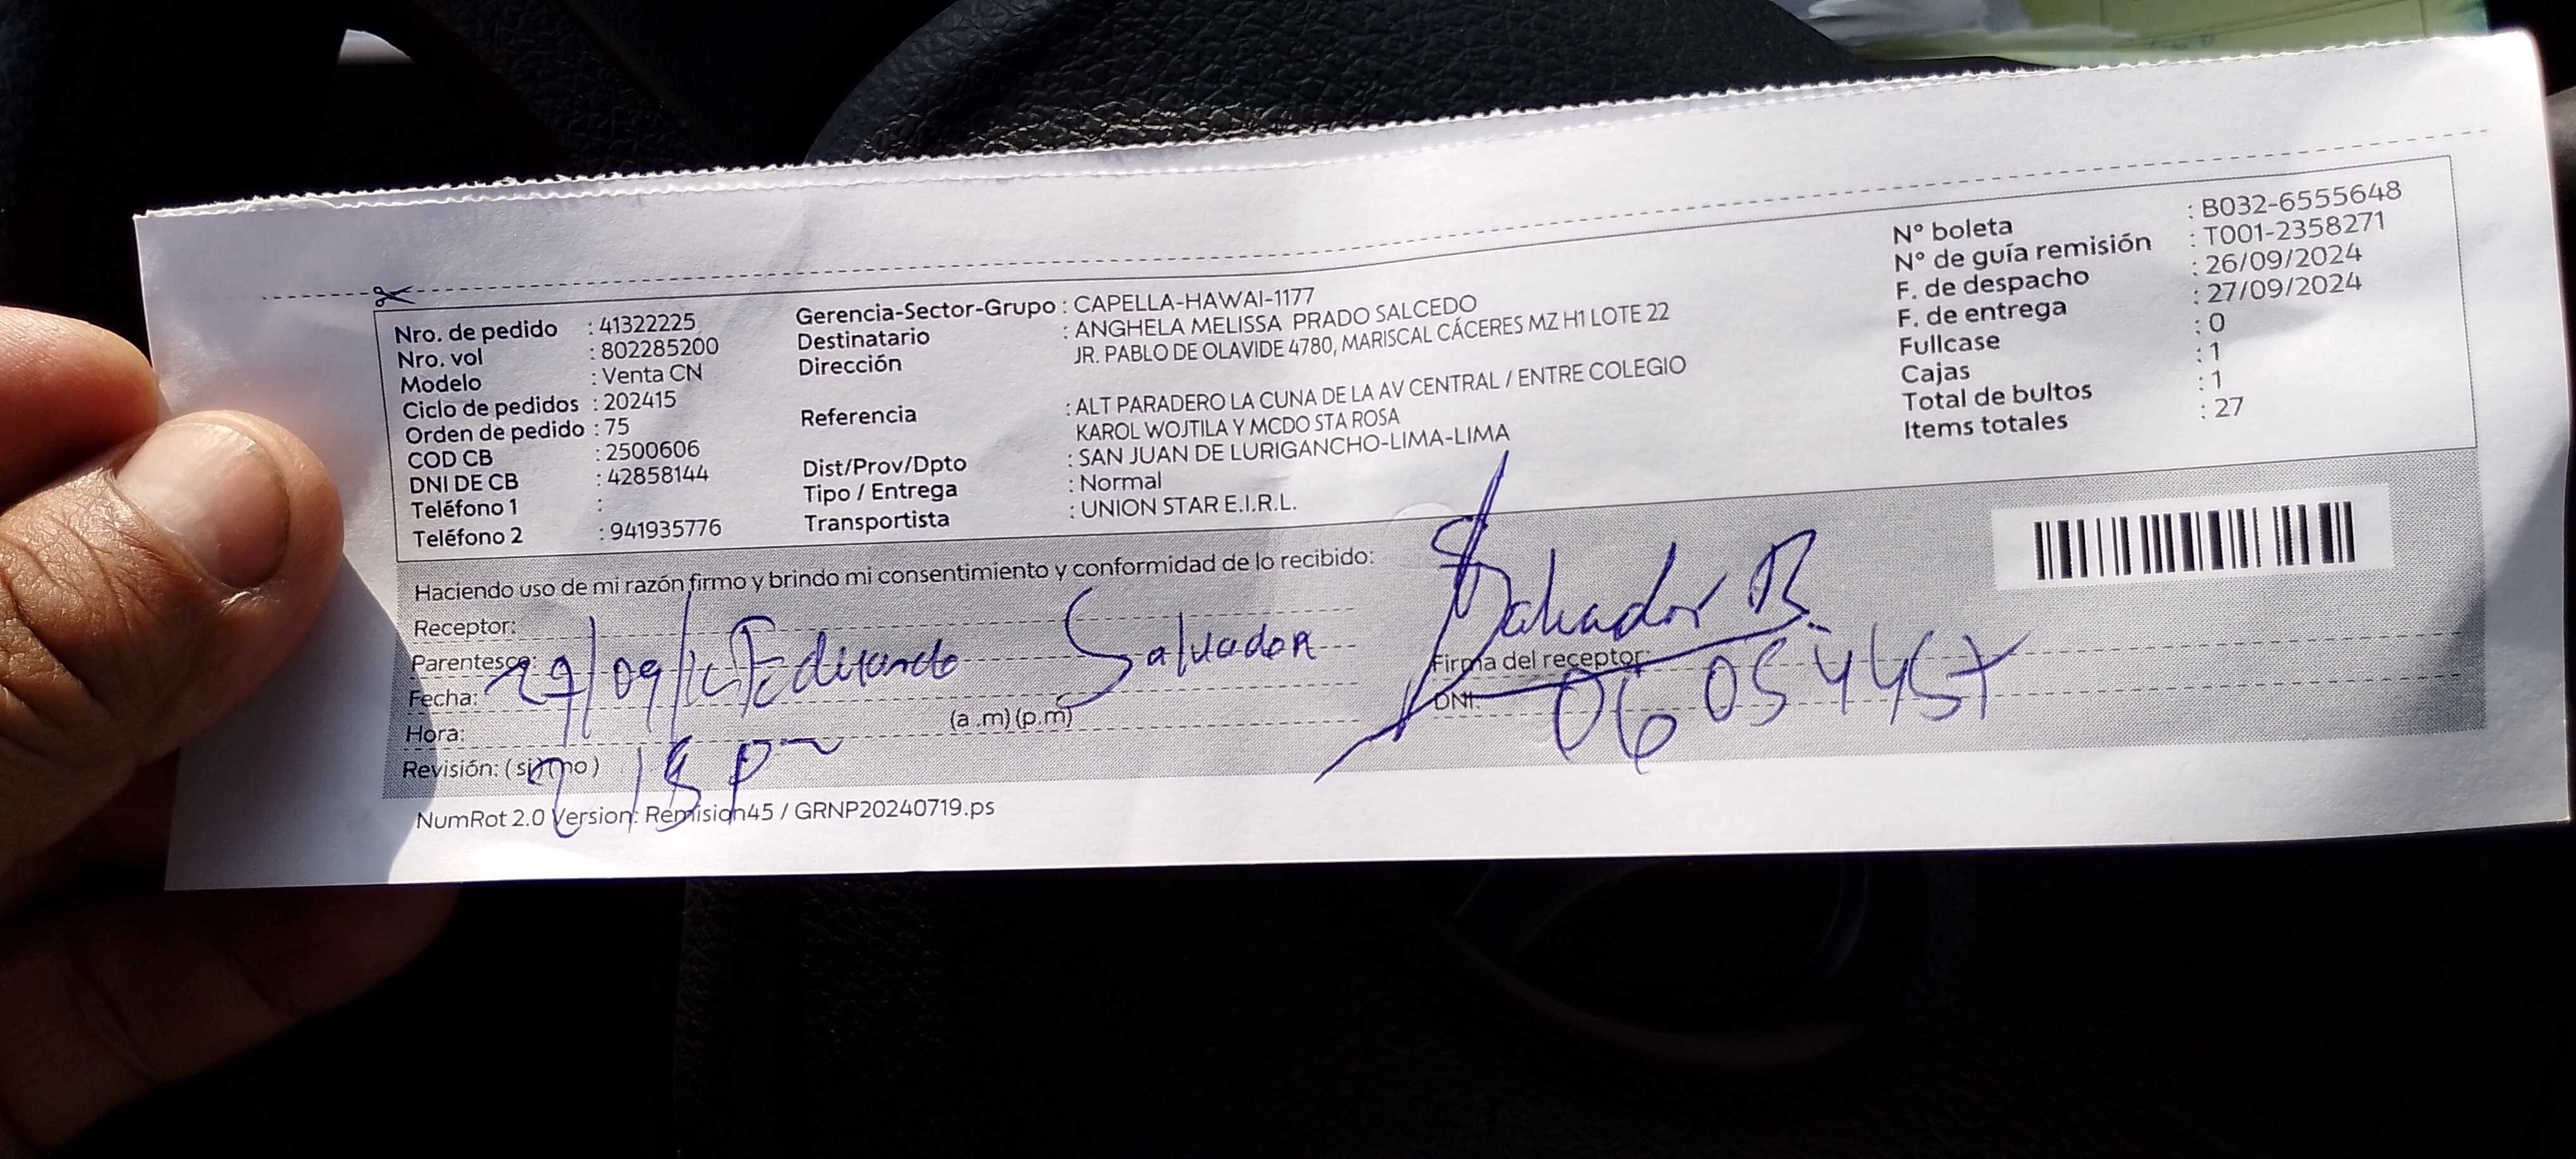 Nro. de pedido : 41322225
Nro. vol : 802285200
Modelo : Venta CN
Ciclo de pedidos : 202415
Orden de pedido : 75
COD CB : 2500606
DNI DE CB : 42858144
Teléfono 1 :
Teléfono 2 : 941935776
Gerencia-Sector-Grupo : CAPELLA-HAWAI-1177
Destinatario : ANGHELA MELISSA PRADO SALCEDO
Dirección JR. PABLO DE OLAVIDE 4780, MARISCAL CÁCERES MZ H1 LOTE 22
Referencia : ALT PARADERO LA CUNA DE LA AV CENTRAL / ENTRE COLEGIO
KAROL WOJTILA Y MCDO STA ROSA
Dist/Prov/Dpto : SAN JUAN DE LURIGANCHO-LIMA-LIMA
Tipo / Entrega : Normal
Transportista : UNION STAR E.I.R.L.
N° boleta : B032-6555648
N° de guía remisión : T001-2358271
F. de despacho : 26/09/2024
F. de entrega : 27/09/2024
Fullcase : 0
Cajas : 1
Total de bultos : 1
Items totales : 27
Haciendo uso de mi razón firmo y brindo mi consentimiento y conformidad de lo recibido:
Receptor:
Parentesco:
Eduardo Salvador
Fecha: 27/09/
Hora: (a .m) (p.m)
Revisión: (si) (no)
2 15 pm
Salvador B.
Firma del receptor:
DNI:
NumRot 2.0 Version: Remision45 / GRNP20240719.ps